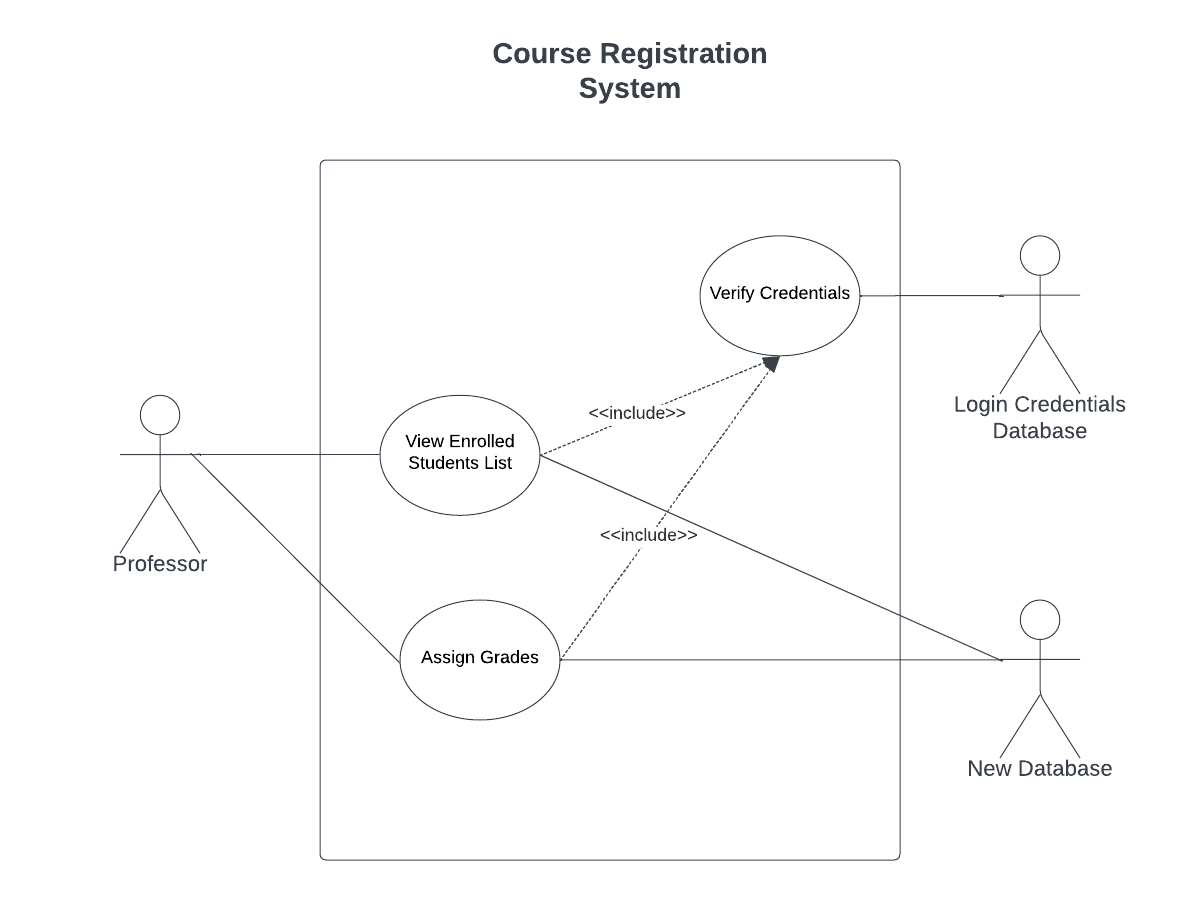 Course Registration
System
Verify Credentials
Login Credentials
Database
<<include>>
View Enrolled
Students List
<<include>>
Professor
Assign Grades
New Database